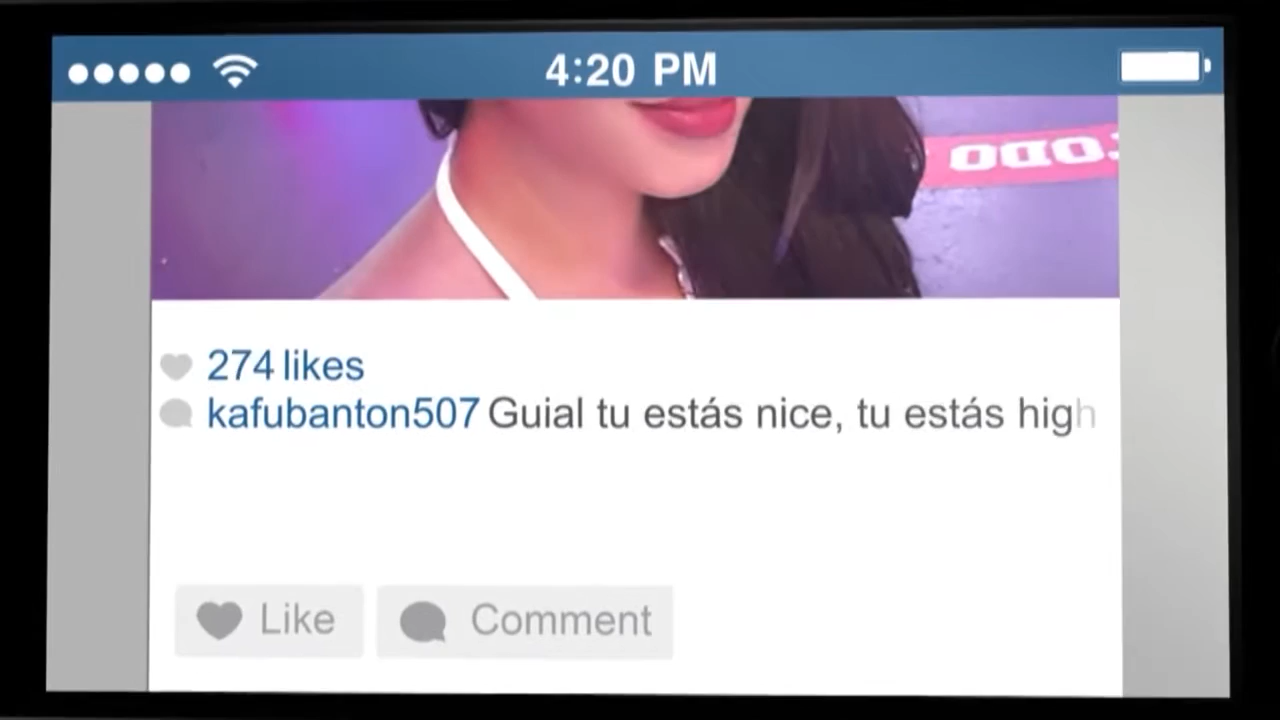 4:20 PM
274 likes
kafubanton507 Guial tu estás nice, tu estás high
Like
Comment